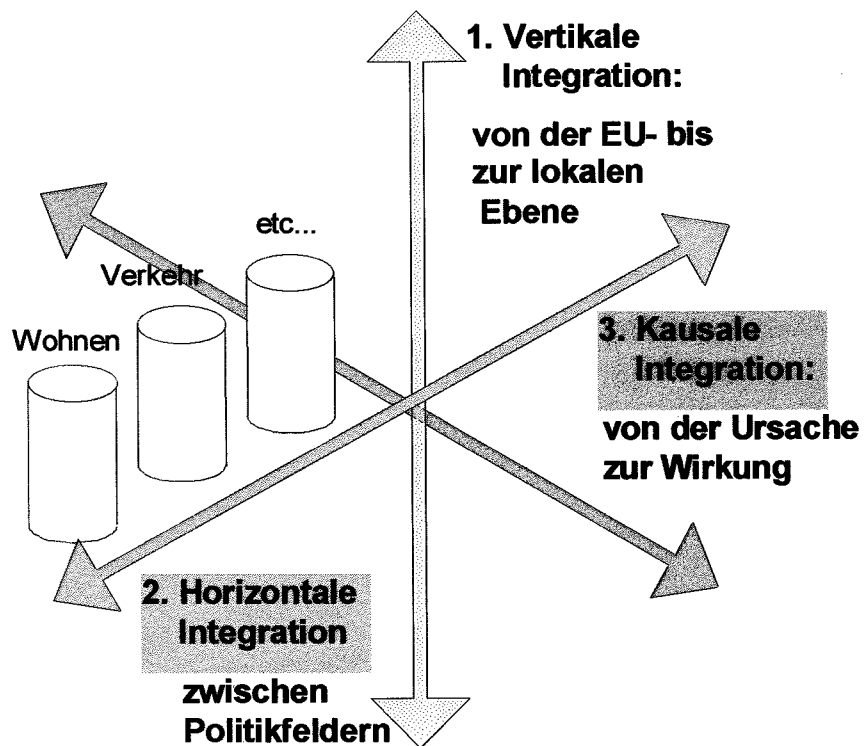 1. Vertikale
Integration:
von der EU- bis
zur lokalen
Ebene
etc...
Verkehr
Wohnen
3. Kausale
Integration:
von der Ursache
zur Wirkung
2. Horizontale
Integration
zwischen
Politikfeldern